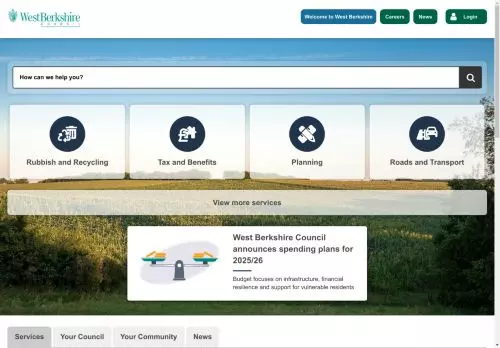 West Berkshire
COUNCIL
Welcome to West Berkshire
Careers
News
Login
How can we help you?
Rubbish and Recycling
Tax and Benefits
Planning
Roads and Transport
View more services
West Berkshire Council
announces spending plans for
2025/26
Budget focuses on infrastructure, financial
resilience and support for vulnerable residents
Services
Your Council
Your Community
News